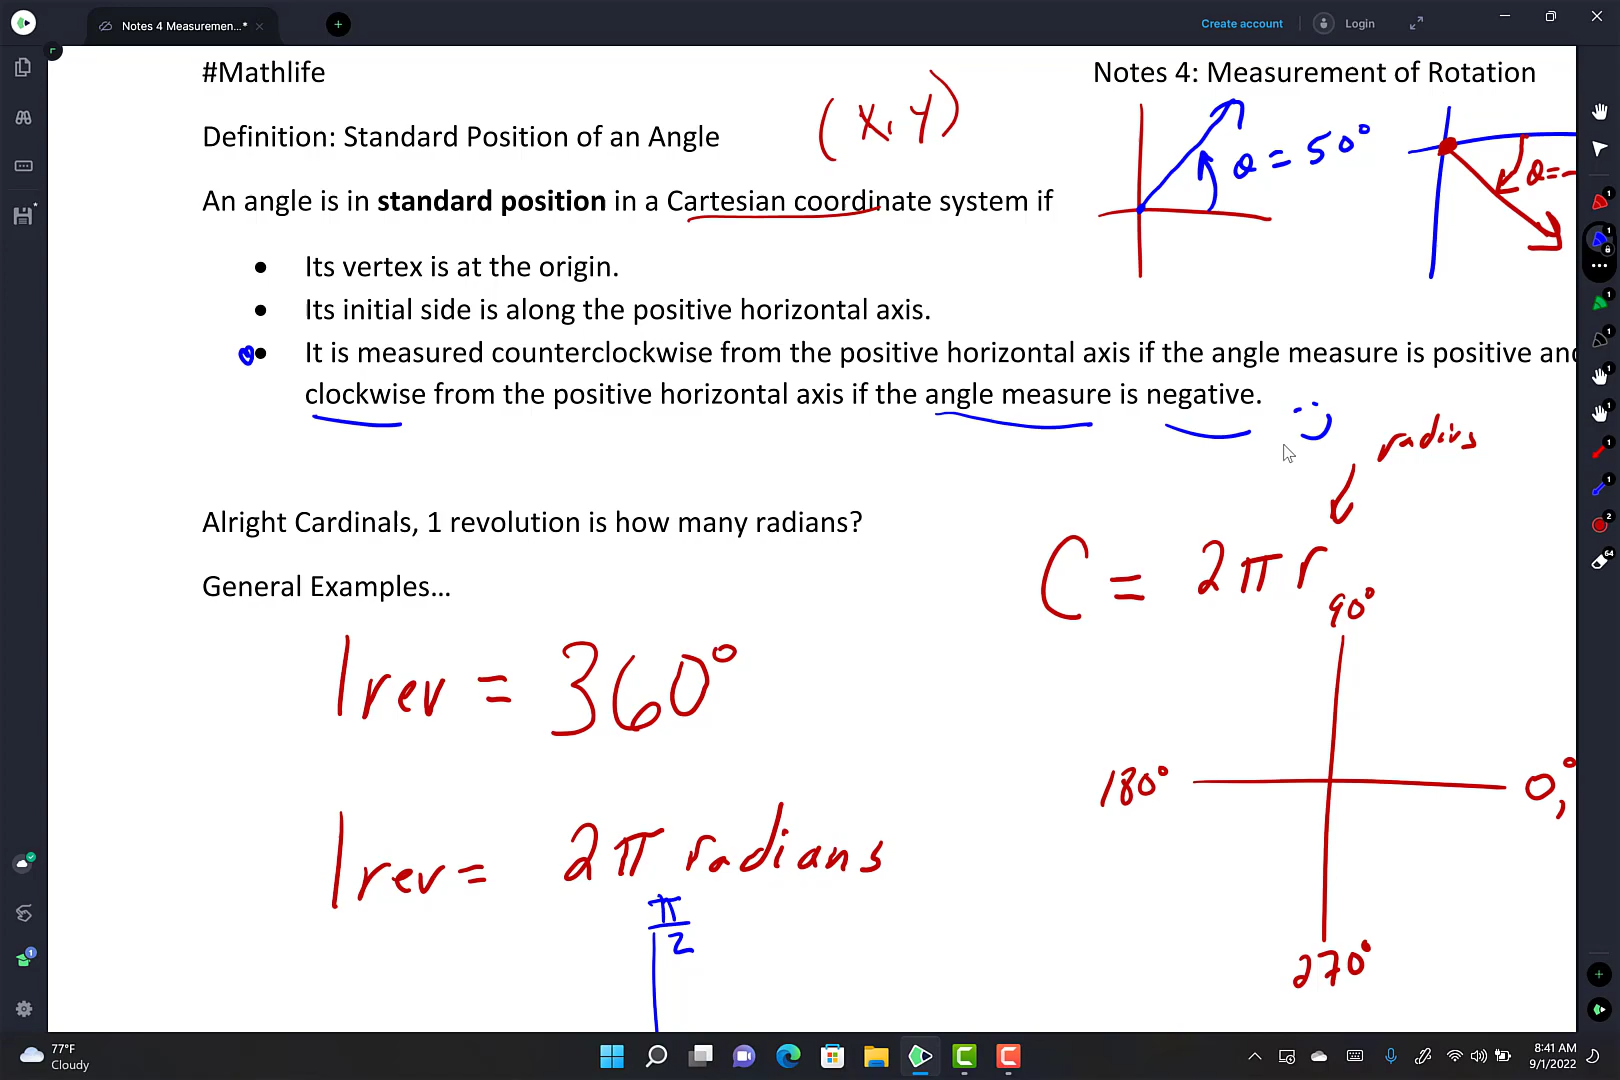 Notes 4 Measuremen...*
Create account
Login
#Mathlife
Notes 4: Measurement of Rotation
(x, y)
Definition: Standard Position of an Angle
θ = 50°
θ=-
An angle is in standard position in a Cartesian coordinate system if
• Its vertex is at the origin.
• Its initial side is along the positive horizontal axis.
• It is measured counterclockwise from the positive horizontal axis if the angle measure is positive and
clockwise from the positive horizontal axis if the angle measure is negative.
radius
Alright Cardinals, 1 revolution is how many radians?
C = 2πr
General Examples...
90°
1rev = 360°
180°
0,°
1rev = 2π radians
π/2
270°
77°F
Cloudy
8:41 AM
9/1/2022